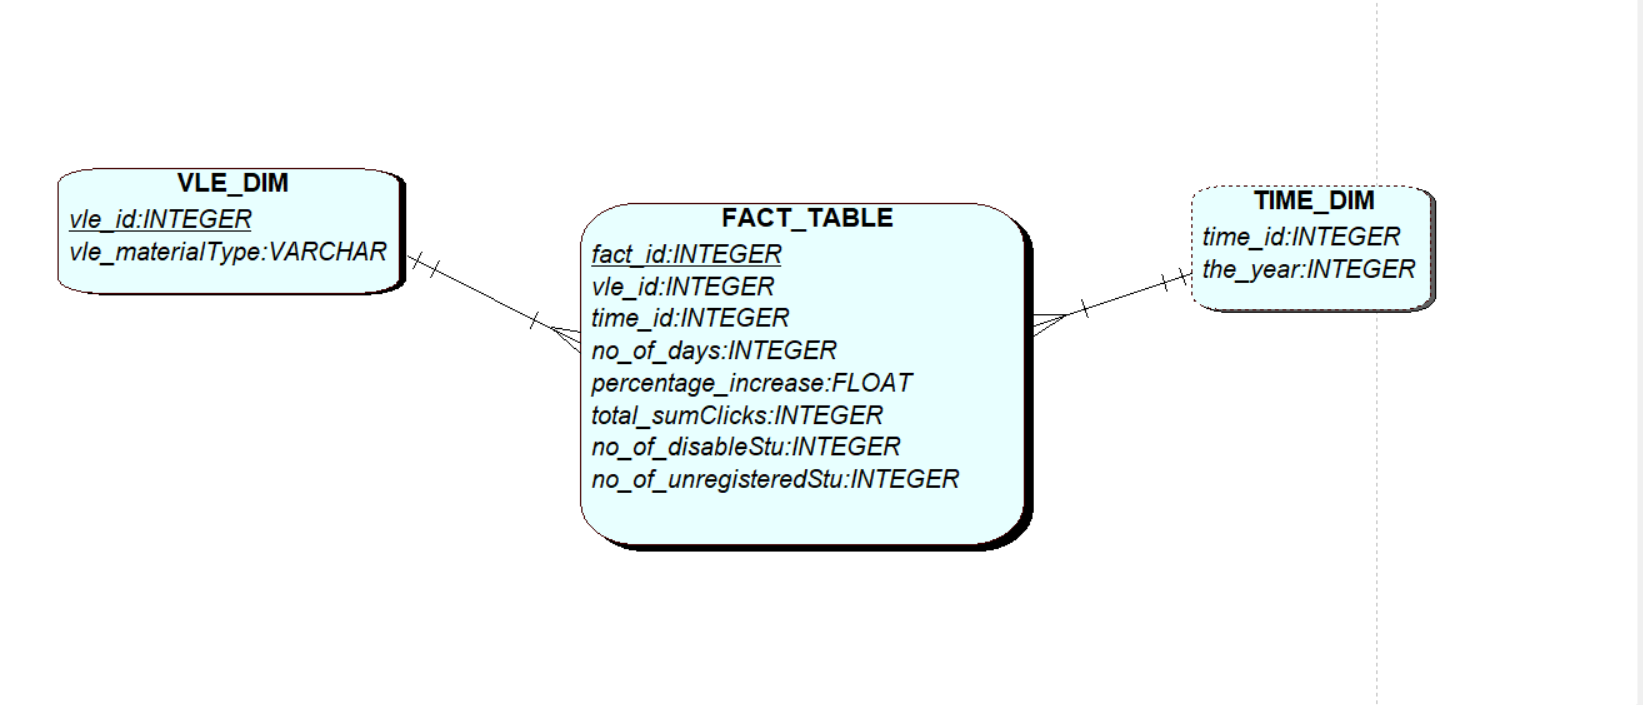 VLE_DIM
vle_id:INTEGER
vle_materialType:VARCHAR
FACT_TABLE
fact_id:INTEGER
vle_id:INTEGER
time_id:INTEGER
no_of_days:INTEGER
percentage_increase:FLOAT
total_sumClicks:INTEGER
no_of_disableStu:INTEGER
no_of_unregisteredStu:INTEGER
TIME_DIM
time_id:INTEGER
the_year:INTEGER